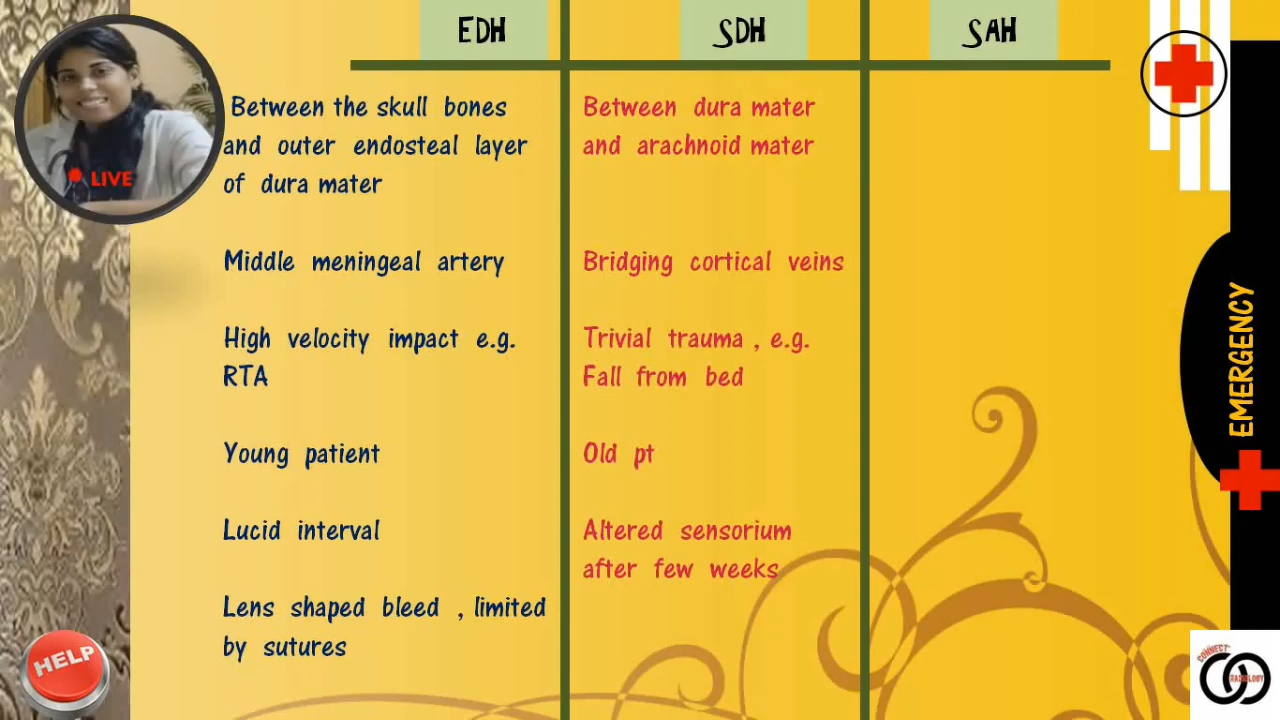 EDH
SDH
SAH
LIVE
Between the skull bones
and outer endosteal layer
of dura mater
Middle meningeal artery
High velocity impact e.g.
RTA
Young patient
Lucid interval
Lens shaped bleed , limited
by sutures
Between dura mater
and arachnoid mater
Bridging cortical veins
Trivial trauma , e.g.
Fall from bed
Old pt
Altered sensorium
after few weeks
EMERGENCY
HELP
CONNECT
RADIOLOGY